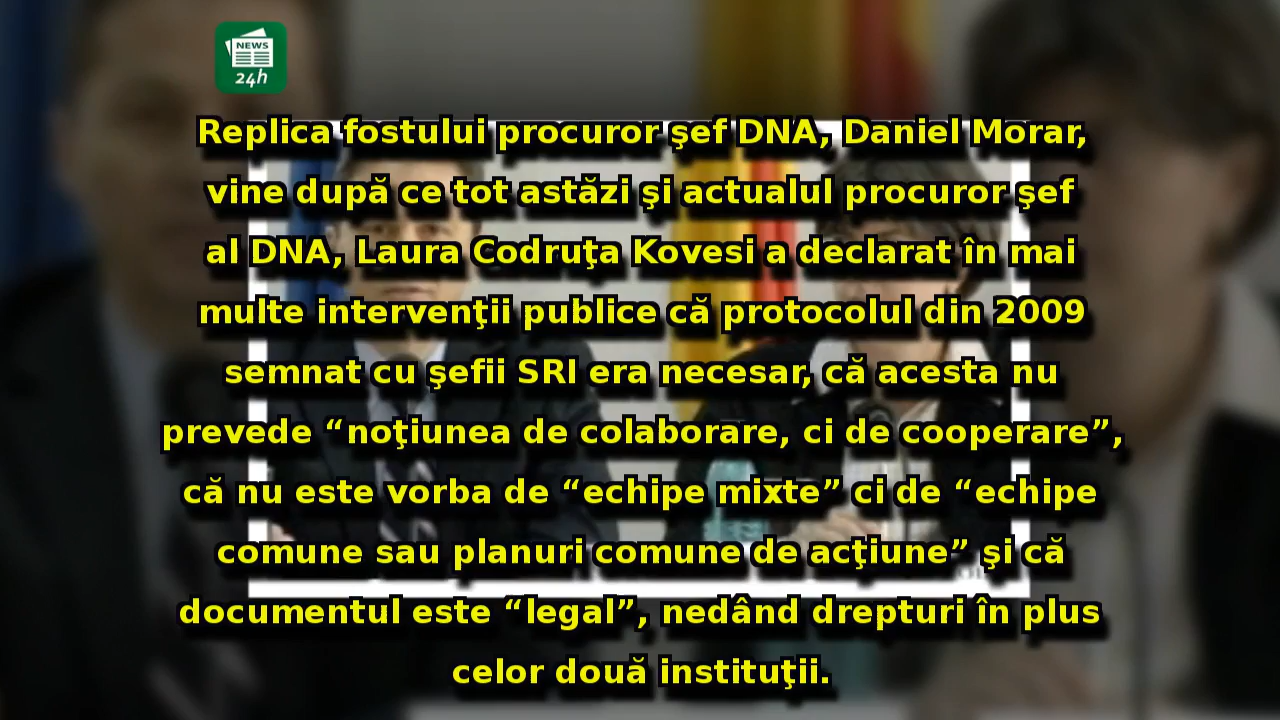 NEWS
24h
Replica fostului procuror şef DNA, Daniel Morar,
vine după ce tot astăzi şi actualul procuror şef
al DNA, Laura Codruţa Kovesi a declarat în mai
multe intervenţii publice că protocolul din 2009
semnat cu şefii SRI era necesar, că acesta nu
prevede “noţiunea de colaborare, ci de cooperare”,
că nu este vorba de “echipe mixte” ci de “echipe
comune sau planuri comune de acţiune” şi că
documentul este “legal”, nedând drepturi în plus
celor două instituţii.